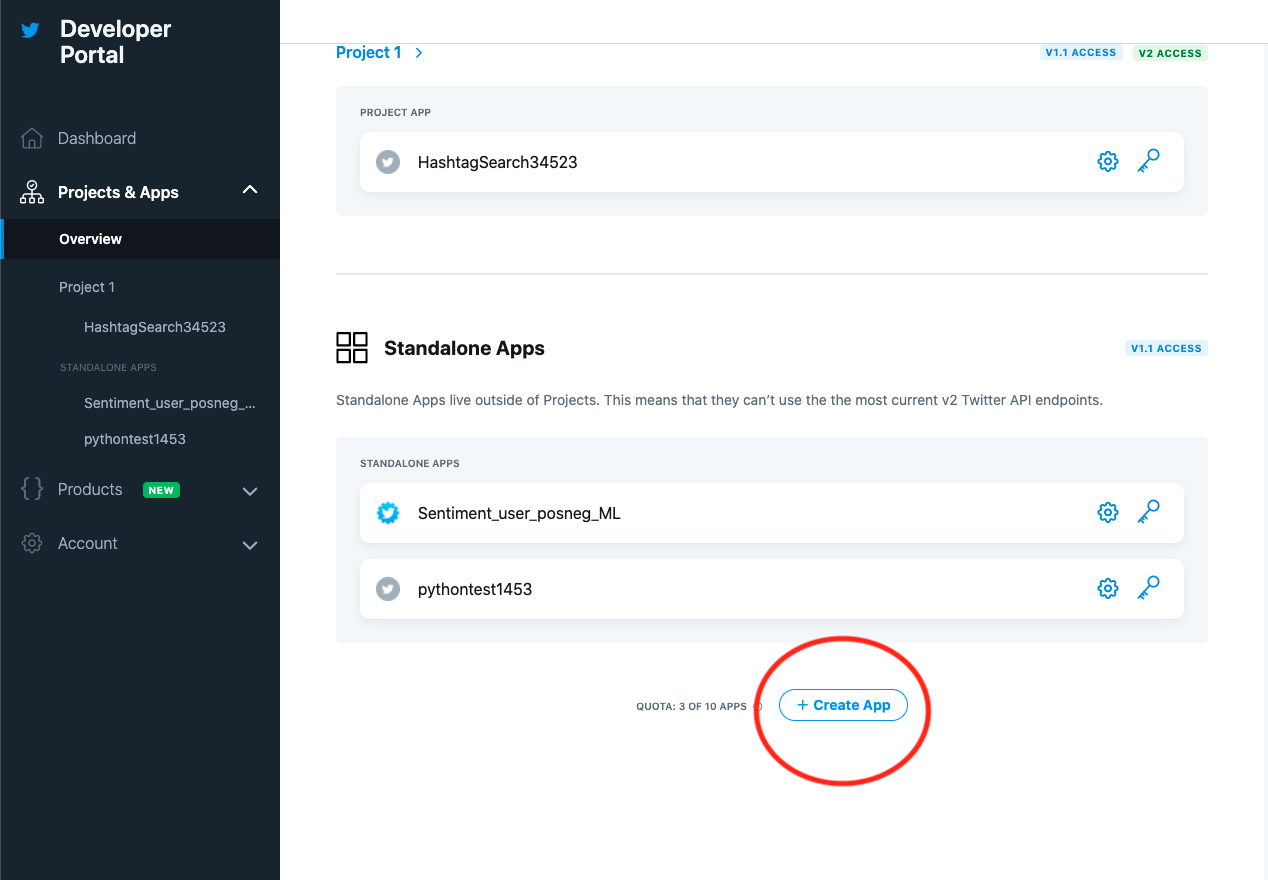 Developer
Portal
Dashboard
Projects & Apps
Overview
Project 1
HashtagSearch34523
STANDALONE APPS
Sentiment_user_posneg_...
pythontest1453
Products NEW
Account
Project 1
V1.1 ACCESS V2 ACCESS
PROJECT APP
HashtagSearch34523
Standalone Apps
V1.1 ACCESS
Standalone Apps live outside of Projects. This means that they can’t use the the most current v2 Twitter API endpoints.
STANDALONE APPS
Sentiment_user_posneg_ML
pythontest1453
QUOTA: 3 OF 10 APPS
+ Create App